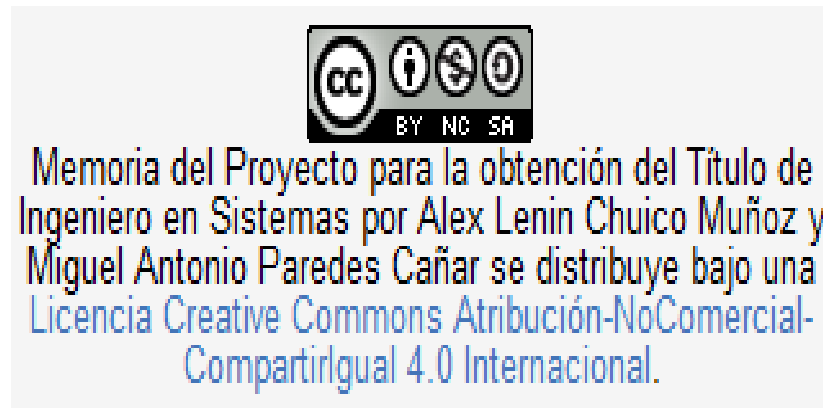 cc
BY NC SA
Memoria del Proyecto para la obtención del Título de
Ingeniero en Sistemas por Alex Lenin Chuico Muñoz y
Miguel Antonio Paredes Cañar se distribuye bajo una
Licencia Creative Commons Atribución-NoComercial-
CompartirIgual 4.0 Internacional.